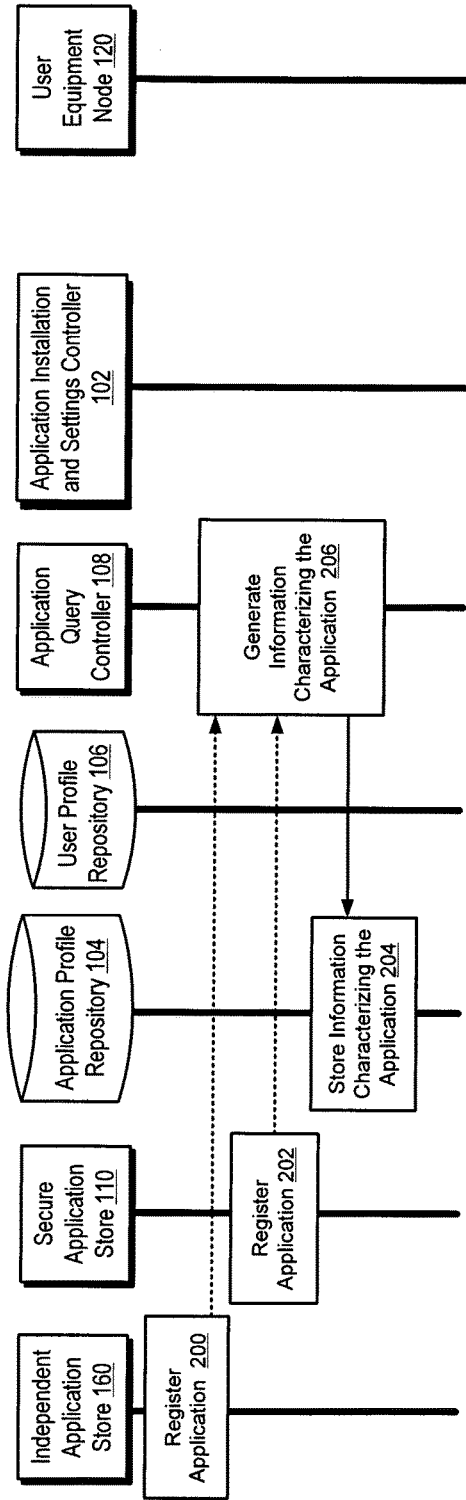 Independent
Application
Store 160
Secure
Application
Store 110
Application Profile
Repository 104
User Profile
Repository 106
Application
Query
Controller 108
Application Installation
and Settings Controller
102
User
Equipment
Node 120
Register
Application 200
Register
Application 202
Store Information
Characterizing the
Application 204
Generate
Information
Characterizing the
Application 206